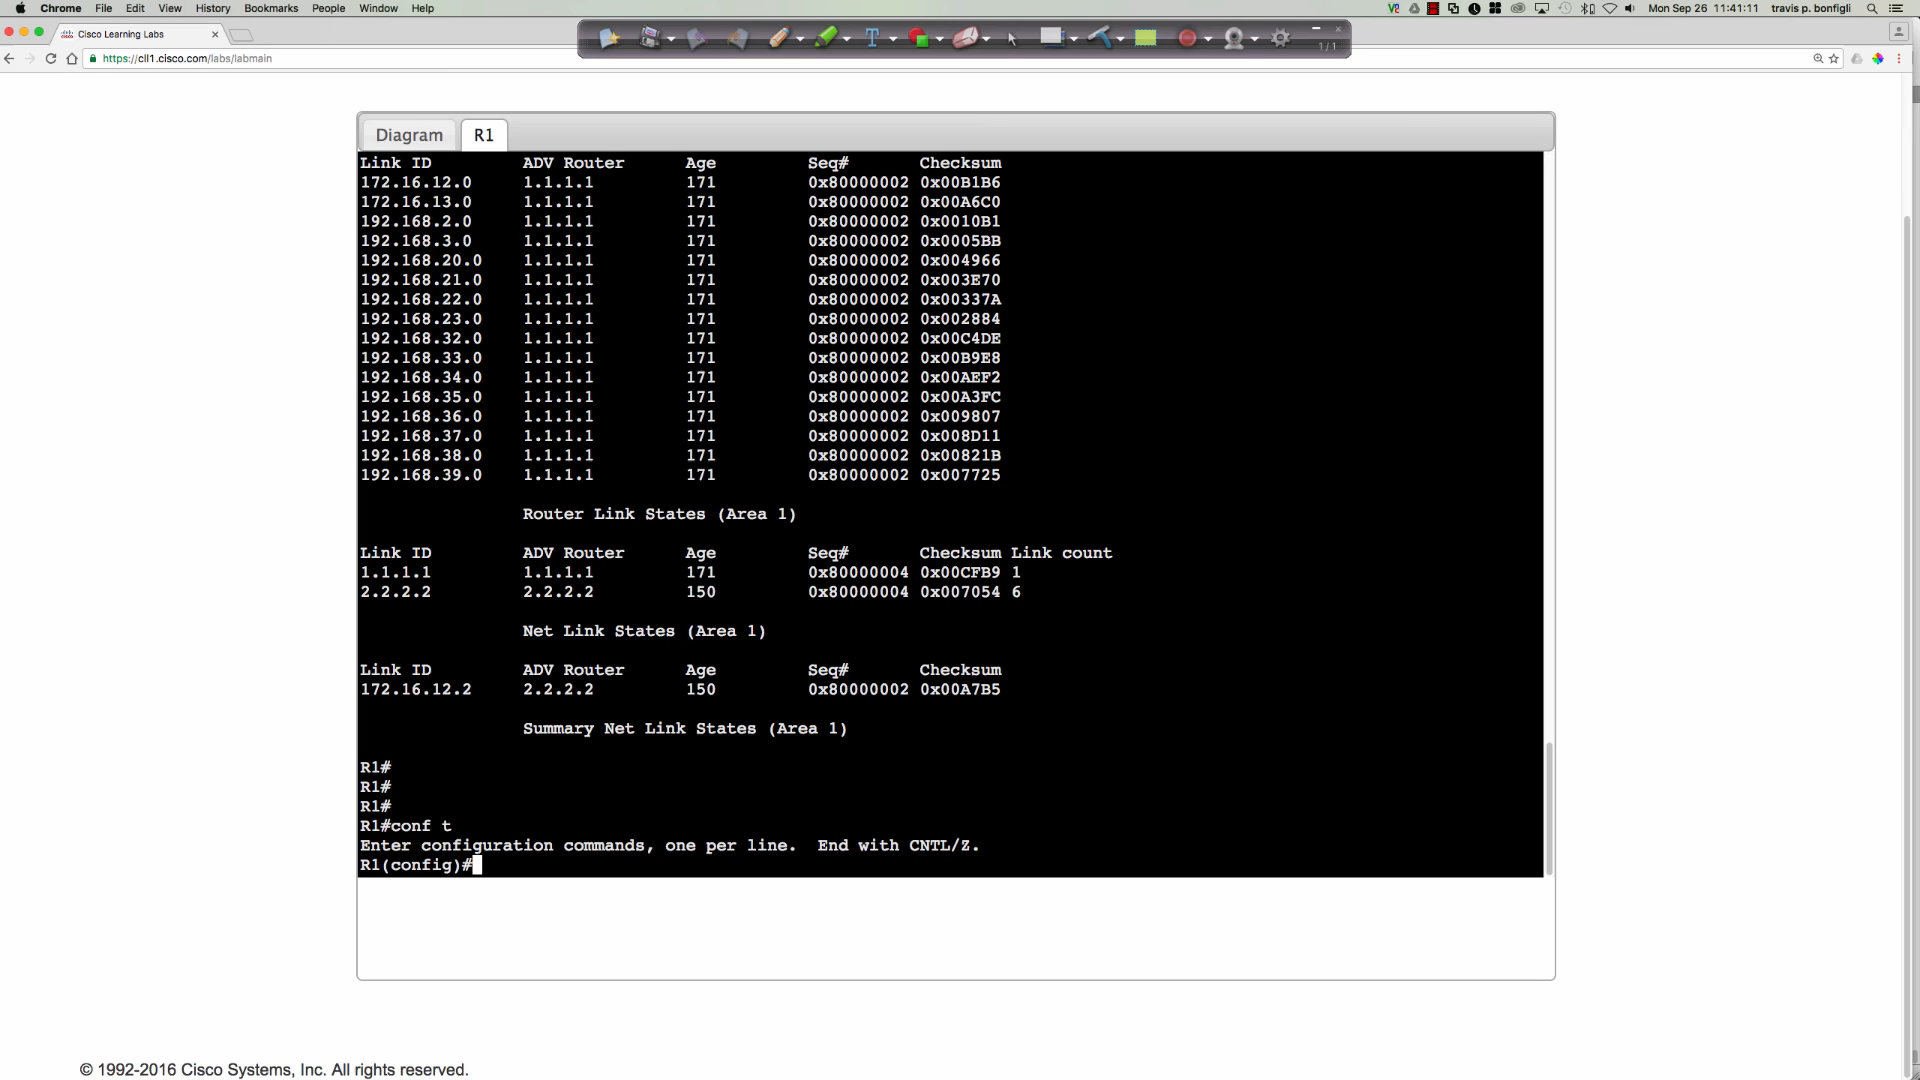 Chrome File Edit View History Bookmarks People Window Help
Mon Sep 26 11:41:11 travis p. bonfigli
Cisco Learning Labs
1/1
https://cll1.cisco.com/labs/labmain
Diagram R1
Link ID ADV Router Age Seq# Checksum
172.16.12.0 1.1.1.1 171 0x80000002 0x00B1B6
172.16.13.0 1.1.1.1 171 0x80000002 0x00A6C0
192.168.2.0 1.1.1.1 171 0x80000002 0x0010B1
192.168.3.0 1.1.1.1 171 0x80000002 0x0005BB
192.168.20.0 1.1.1.1 171 0x80000002 0x004966
192.168.21.0 1.1.1.1 171 0x80000002 0x003E70
192.168.22.0 1.1.1.1 171 0x80000002 0x00337A
192.168.23.0 1.1.1.1 171 0x80000002 0x002884
192.168.32.0 1.1.1.1 171 0x80000002 0x00C4DE
192.168.33.0 1.1.1.1 171 0x80000002 0x00B9E8
192.168.34.0 1.1.1.1 171 0x80000002 0x00AEF2
192.168.35.0 1.1.1.1 171 0x80000002 0x00A3FC
192.168.36.0 1.1.1.1 171 0x80000002 0x009807
192.168.37.0 1.1.1.1 171 0x80000002 0x008D11
192.168.38.0 1.1.1.1 171 0x80000002 0x00821B
192.168.39.0 1.1.1.1 171 0x80000002 0x007725
Router Link States (Area 1)
Link ID ADV Router Age Seq# Checksum Link count
1.1.1.1 1.1.1.1 171 0x80000004 0x00CFB9 1
2.2.2.2 2.2.2.2 150 0x80000004 0x007054 6
Net Link States (Area 1)
Link ID ADV Router Age Seq# Checksum
172.16.12.2 2.2.2.2 150 0x80000002 0x00A7B5
Summary Net Link States (Area 1)
R1#
R1#
R1#
R1#conf t
Enter configuration commands, one per line. End with CNTL/Z.
R1(config)#
© 1992-2016 Cisco Systems, Inc. All rights reserved.